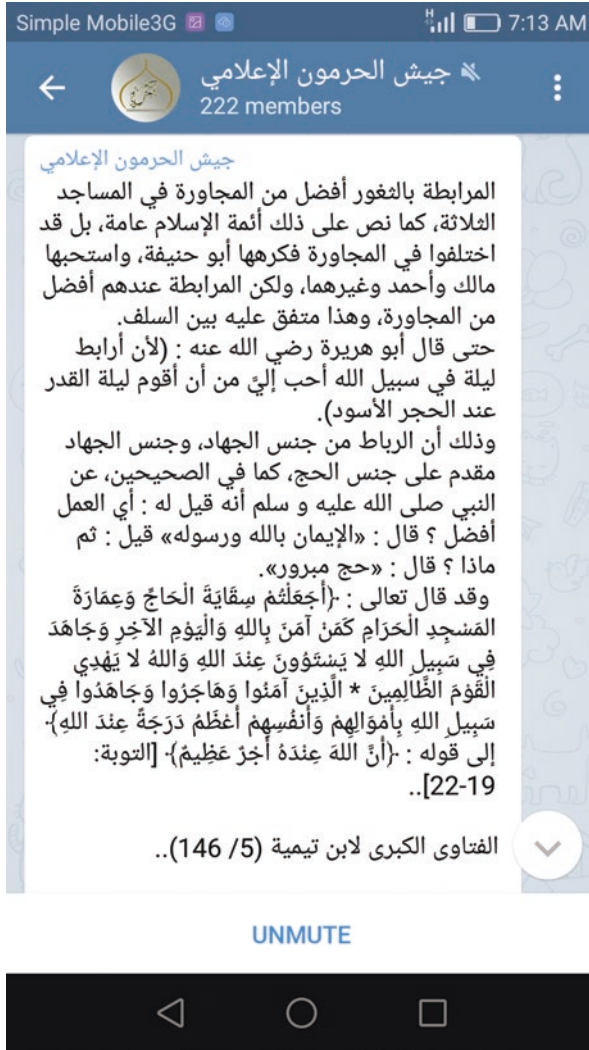 Simple Mobile3G 7:13 AM
جيش الحرمون الإعلامي
222 members
جيش الحرمون الإعلامي
المرابطة بالثغور أفضل من المجاورة في المساجد
الثلاثة، كما نص على ذلك أئمة الإسلام عامة، بل قد
اختلفوا في المجاورة فكرهها أبو حنيفة، واستحبها
مالك وأحمد وغيرهما، ولكن المرابطة عندهم أفضل
من المجاورة، وهذا متفق عليه بين السلف.
حتى قال أبو هريرة رضي الله عنه : (لأن أرابط
ليلة في سبيل الله أحب إليَّ من أن أقوم ليلة القدر
عند الحجر الأسود).
وذلك أن الرباط من جنس الجهاد، وجنس الجهاد
مقدم على جنس الحج، كما في الصحيحين، عن
النبي صلى الله عليه و سلم أنه قيل له : أي العمل
أفضل ؟ قال : «الإيمان بالله ورسوله» قيل : ثم
ماذا ؟ قال : «حج مبرور».
وقد قال تعالى : ﴿أَجَعَلْتُمْ سِقَايَةَ الْحَاجِّ وَعِمَارَةَ
المَسْجِدِ الْحَرَامِ كَمَنْ آمَنَ بِاللهِ وَالْيَوْمِ الآخِرِ وَجَاهَدَ
فِي سَبِيلِ اللهِ لا يَسْتَوُونَ عِنْدَ اللهِ وَاللهُ لا يَهْدِي
الْقَوْمَ الظَّالِمِينَ * الَّذِينَ آمَنُوا وَهَاجَرُوا وَجَاهَدُوا فِي
سَبِيلِ اللهِ بِأَمْوَالِهِمْ وَأَنفُسِهِمْ أَعْظَمُ دَرَجَةً عِنْدَ اللهِ﴾
إلى قوله : ﴿أَنَّ اللهَ عِنْدَهُ أَجْرٌ عَظِيمٌ﴾ [التوبة:
19-22]..
الفتاوى الكبرى لابن تيمية (5/ 146)..
UNMUTE